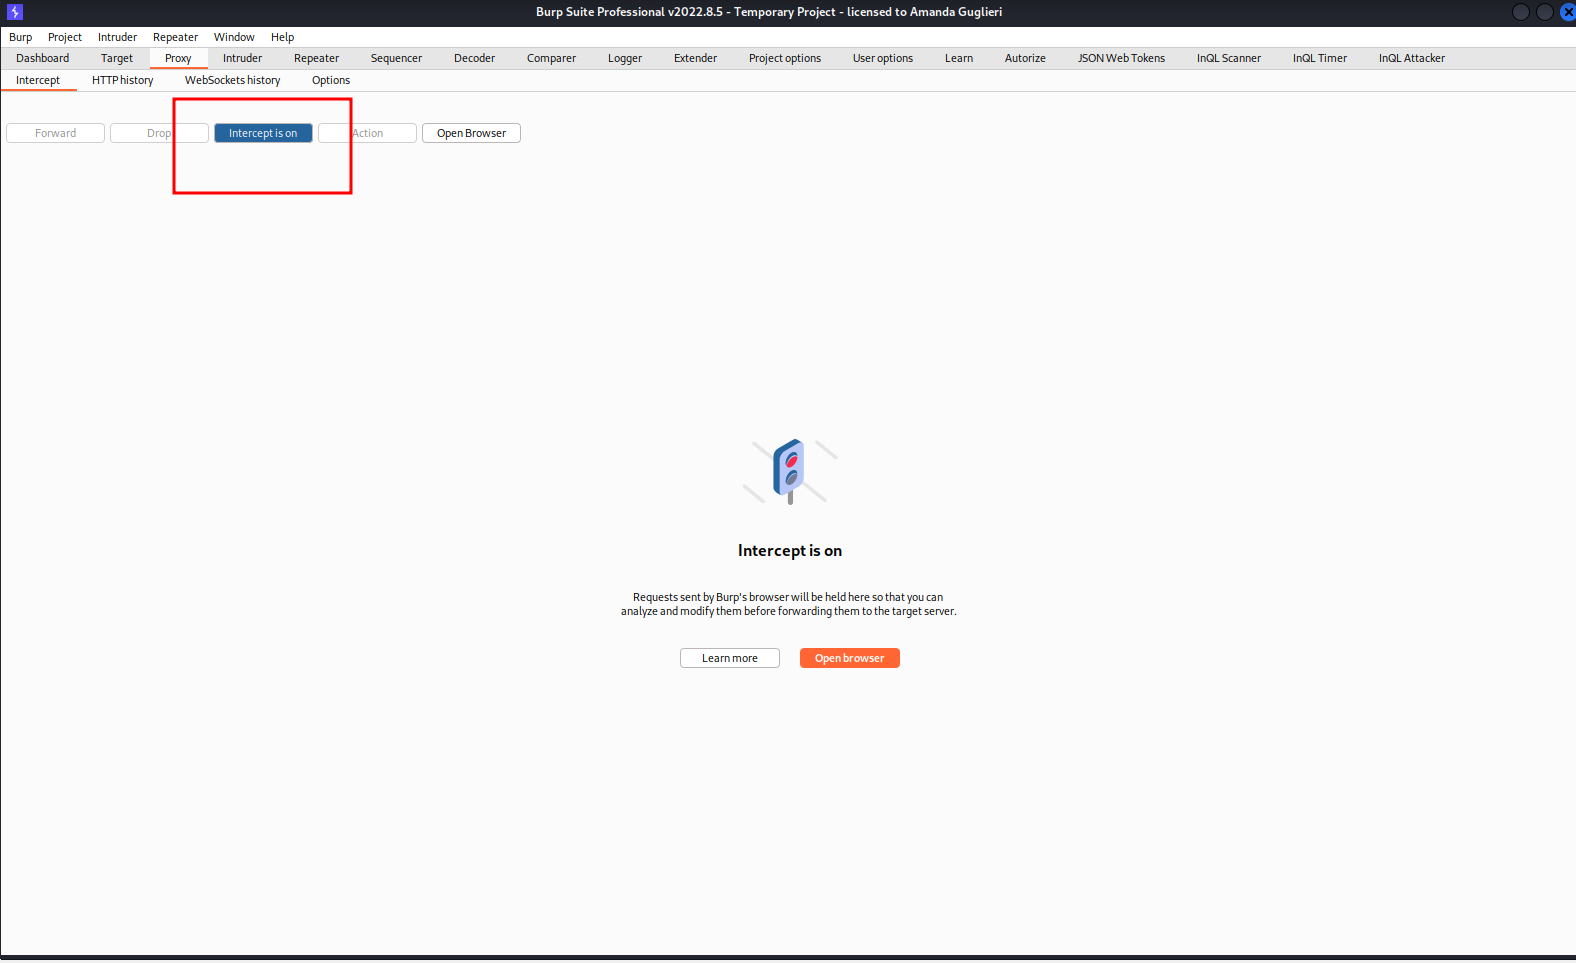 Burp Suite Professional v2022.8.5 - Temporary Project - licensed to Amanda Guglieri
Burp Project Intruder Repeater Window Help
Dashboard Target Proxy Intruder Repeater Sequencer Decoder Comparer Logger Extender Project options User options Learn Autorize JSON Web Tokens InQL Scanner InQL Timer InQL Attacker
Intercept HTTP history WebSockets history Options
Forward Drop Intercept is on Action Open Browser
Intercept is on
Requests sent by Burp's browser will be held here so that you can
analyze and modify them before forwarding them to the target server.
Learn more Open browser